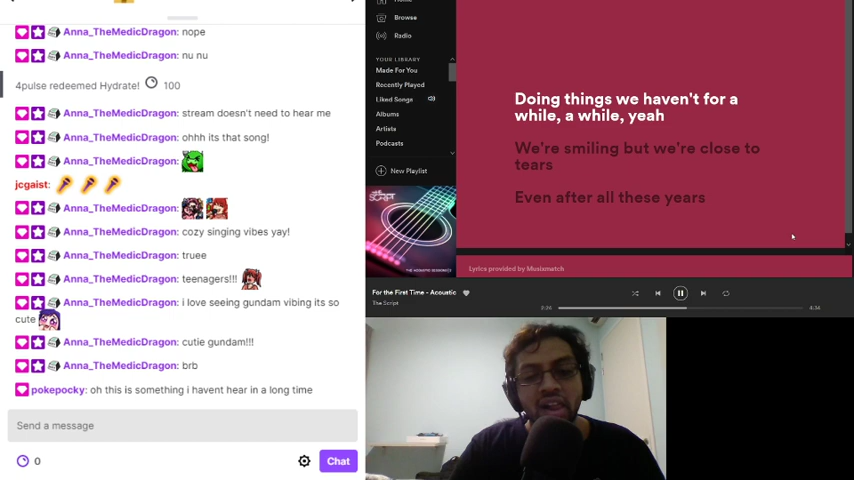 Anna_TheMedicDragon: nope
Anna_TheMedicDragon: nu nu
4pulse redeemed Hydrate! 100
Anna_TheMedicDragon: stream doesn't need to hear me
Anna_TheMedicDragon: ohhh its that song!
Anna_TheMedicDragon:
jcgaist:
Anna_TheMedicDragon:
Anna_TheMedicDragon: cozy singing vibes yay!
Anna_TheMedicDragon: truee
Anna_TheMedicDragon: teenagers!!!
Anna_TheMedicDragon: i love seeing gundam vibing its so
cute
Anna_TheMedicDragon: cutie gundam!!!
Anna_TheMedicDragon: brb
pokepocky: oh this is something i havent hear in a long time
Send a message
0
Chat
Browse
Radio
YOUR LIBRARY
Made For You
Recently Played
Liked Songs
Albums
Artists
Podcasts
New Playlist
Doing things we haven't for a
while, a while, yeah
We're smiling but we're close to
tears
Even after all these years
Lyrics provided by Musixmatch
SCRIPT
For the First Time - Acoustic
The Script
4:34